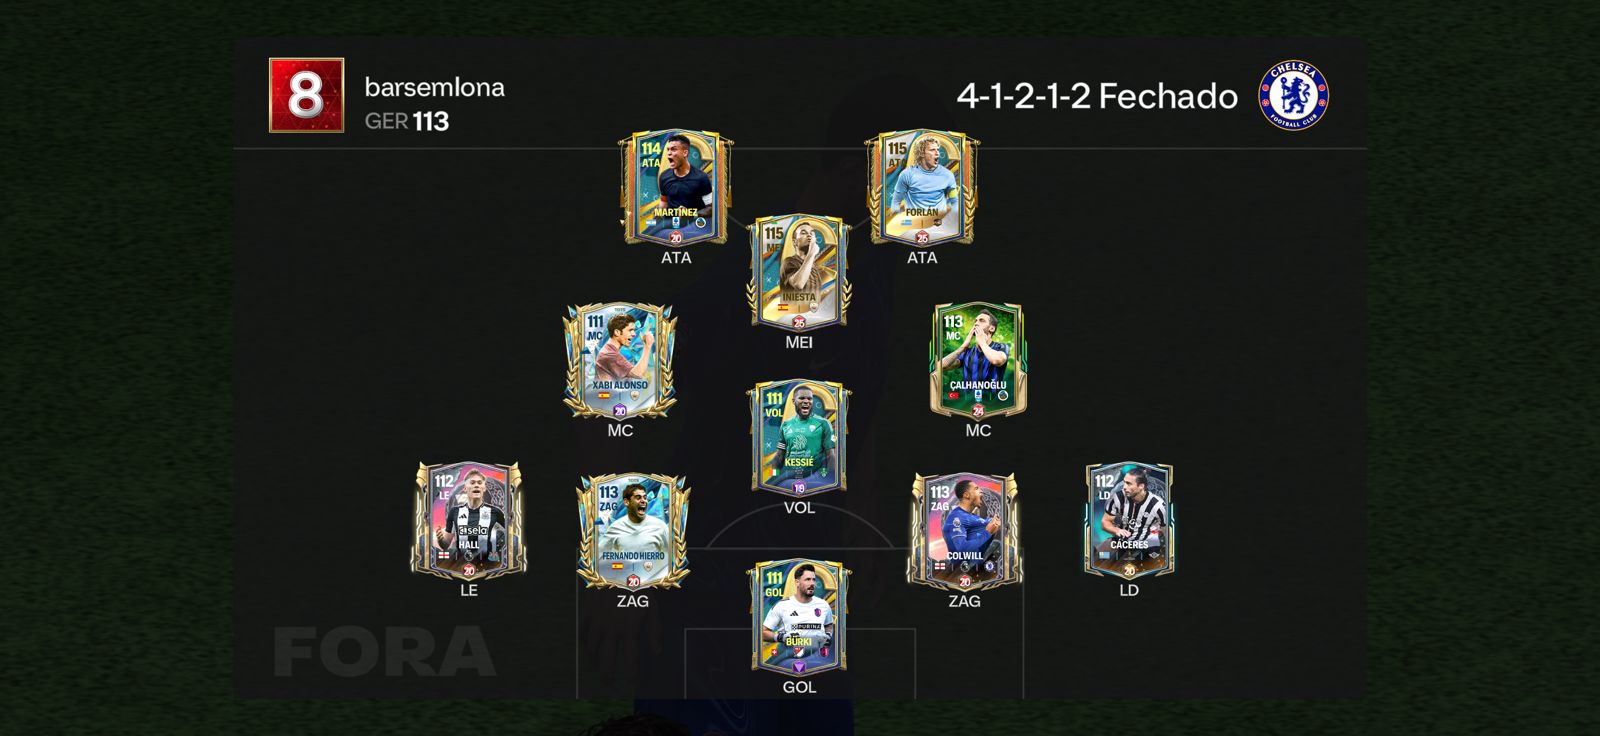 8
barsemlona
GER 113
4-1-2-1-2 Fechado
CHELSEA
FOOTBALL CLUB
114
ATA
MARTÍNEZ
20
ATA
115
ATA
FORLÁN
25
ATA
115
MEI
INIESTA
25
MEI
111
MC
XABI ALONSO
20
MC
113
MC
ÇALHANOĞLU
24
MC
111
VOL
KESSIÉ
19
VOL
112
LE
sela
HALL
20
LE
113
ZAG
FERNANDO HIERRO
20
ZAG
113
ZAG
COLWILL
20
ZAG
112
LD
CÁCERES
20
LD
111
GOL
PURINA
BÜRKI
GOL
FORA